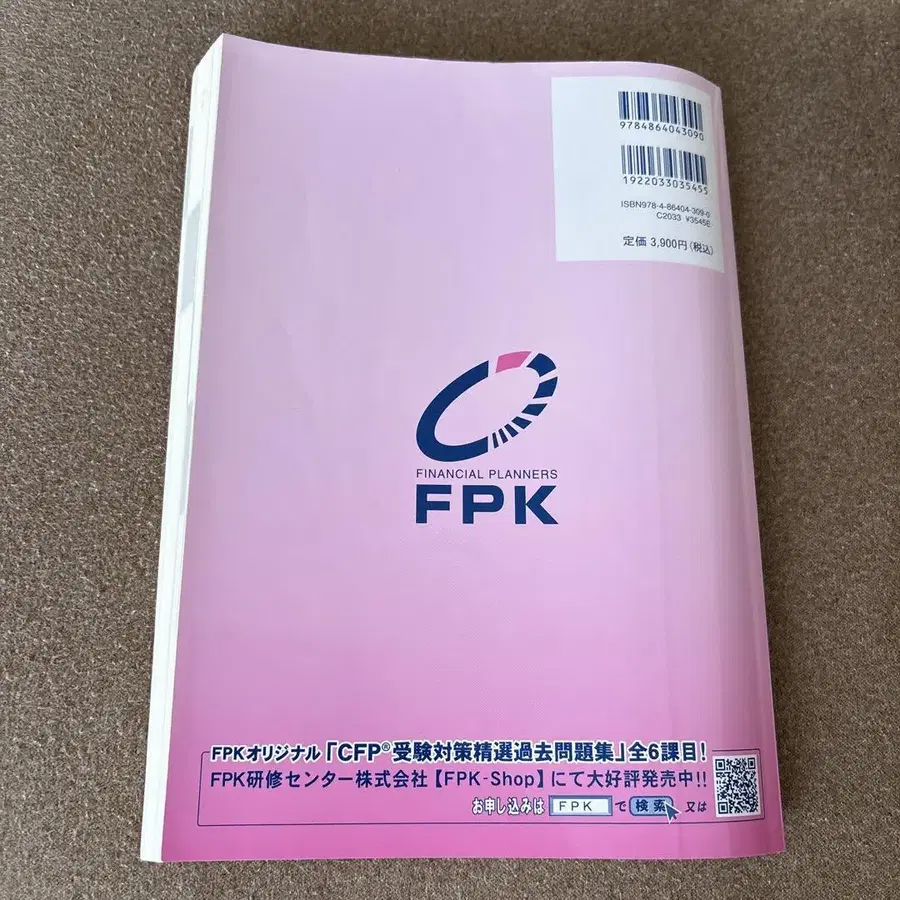 9784864043090
1922033035455
ISBN978-4-86404-309-0
C2033 ¥3545E
定価 3,900円(税込)
FINANCIAL PLANNERS
FPK
FPKオリジナル「CFP®受験対策精選過去問題集」全6課目!
FPK研修センター株式会社【FPK-Shop】にて大好評発売中!!
お申し込みは FPK で 検索 又は